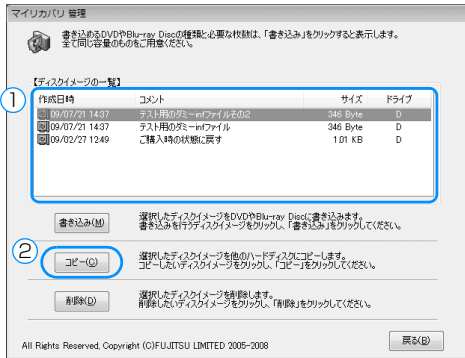 マイリカバリ 管理
書き込めるDVDやBlu-ray Discの種類と必要な枚数は、「書き込み」をクリックすると表示します。
全て同じ容量のものをご用意ください。
【ディスクイメージの一覧】
①
作成日時 コメント サイズ ドライブ
09/07/21 14:37 テスト用のダミーinfファイルその2 346 Byte D
09/07/21 14:37 テスト用のダミーinfファイル 346 Byte D
09/02/27 12:49 ご購入時の状態に戻す 1.01 KB D
書き込み(M) 選択したディスクイメージをDVDやBlu-ray Discに書き込みます。
書き込みを行うディスクイメージをクリックし、「書き込み」をクリックしてください。
②
コピー(C) 選択したディスクイメージを他のハードディスクにコピーします。
コピーしたいディスクイメージをクリックし、「コピー」をクリックしてください。
削除(D) 選択したディスクイメージを削除します。
削除したいディスクイメージをクリックし、「削除」をクリックしてください。
All Rights Reserved, Copyright (C)FUJITSU LIMITED 2005-2008
戻る(B)